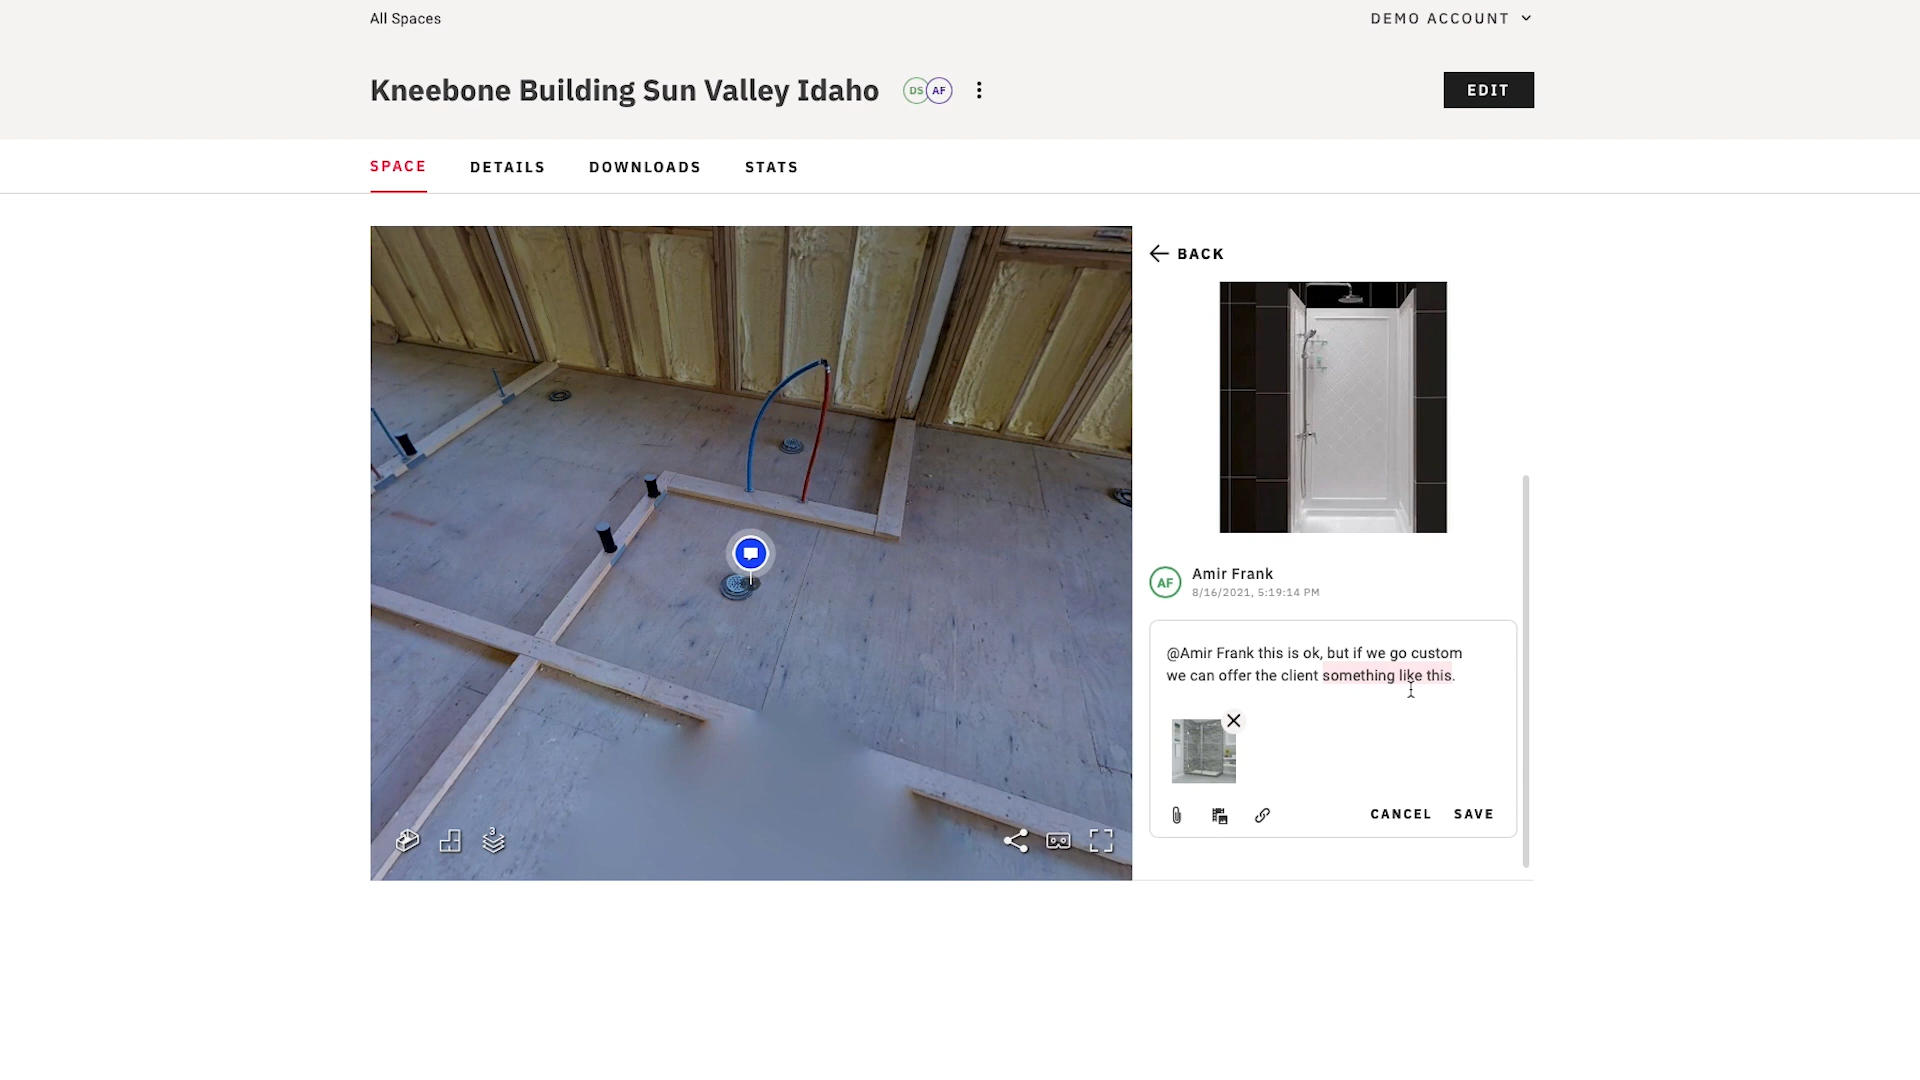 All Spaces
DEMO ACCOUNT
Kneebone Building Sun Valley Idaho
DS
AF
EDIT
SPACE
DETAILS
DOWNLOADS
STATS
BACK
AF
Amir Frank
8/16/2021, 5:19:14 PM
@Amir Frank this is ok, but if we go custom
we can offer the client something like this.
3
CANCEL
SAVE